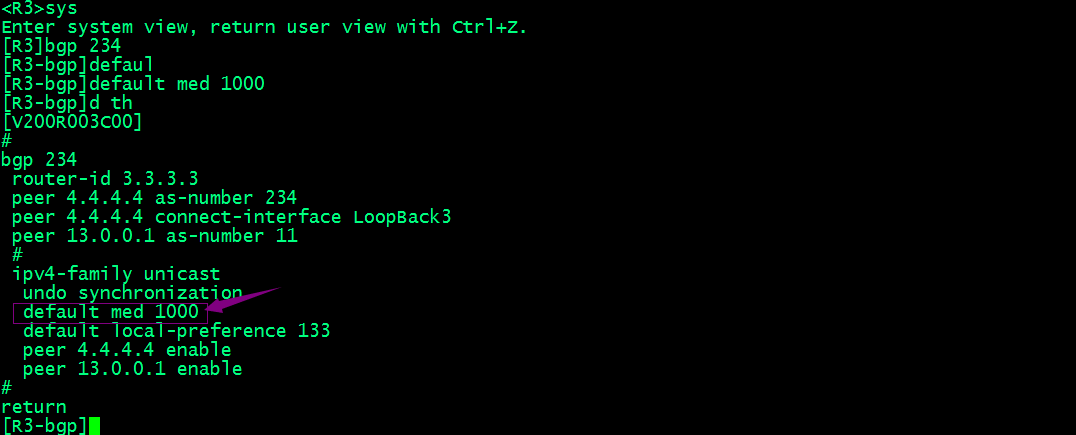 <R3>sys
Enter system view, return user view with Ctrl+Z.
[R3]bgp 234
[R3-bgp]defaul
[R3-bgp]default med 1000
[R3-bgp]d th
[V200R003C00]
#
bgp 234
 router-id 3.3.3.3
 peer 4.4.4.4 as-number 234
 peer 4.4.4.4 connect-interface LoopBack3
 peer 13.0.0.1 as-number 11
 #
 ipv4-family unicast
  undo synchronization
  default med 1000
  default local-preference 133
  peer 4.4.4.4 enable
  peer 13.0.0.1 enable
#
return
[R3-bgp]